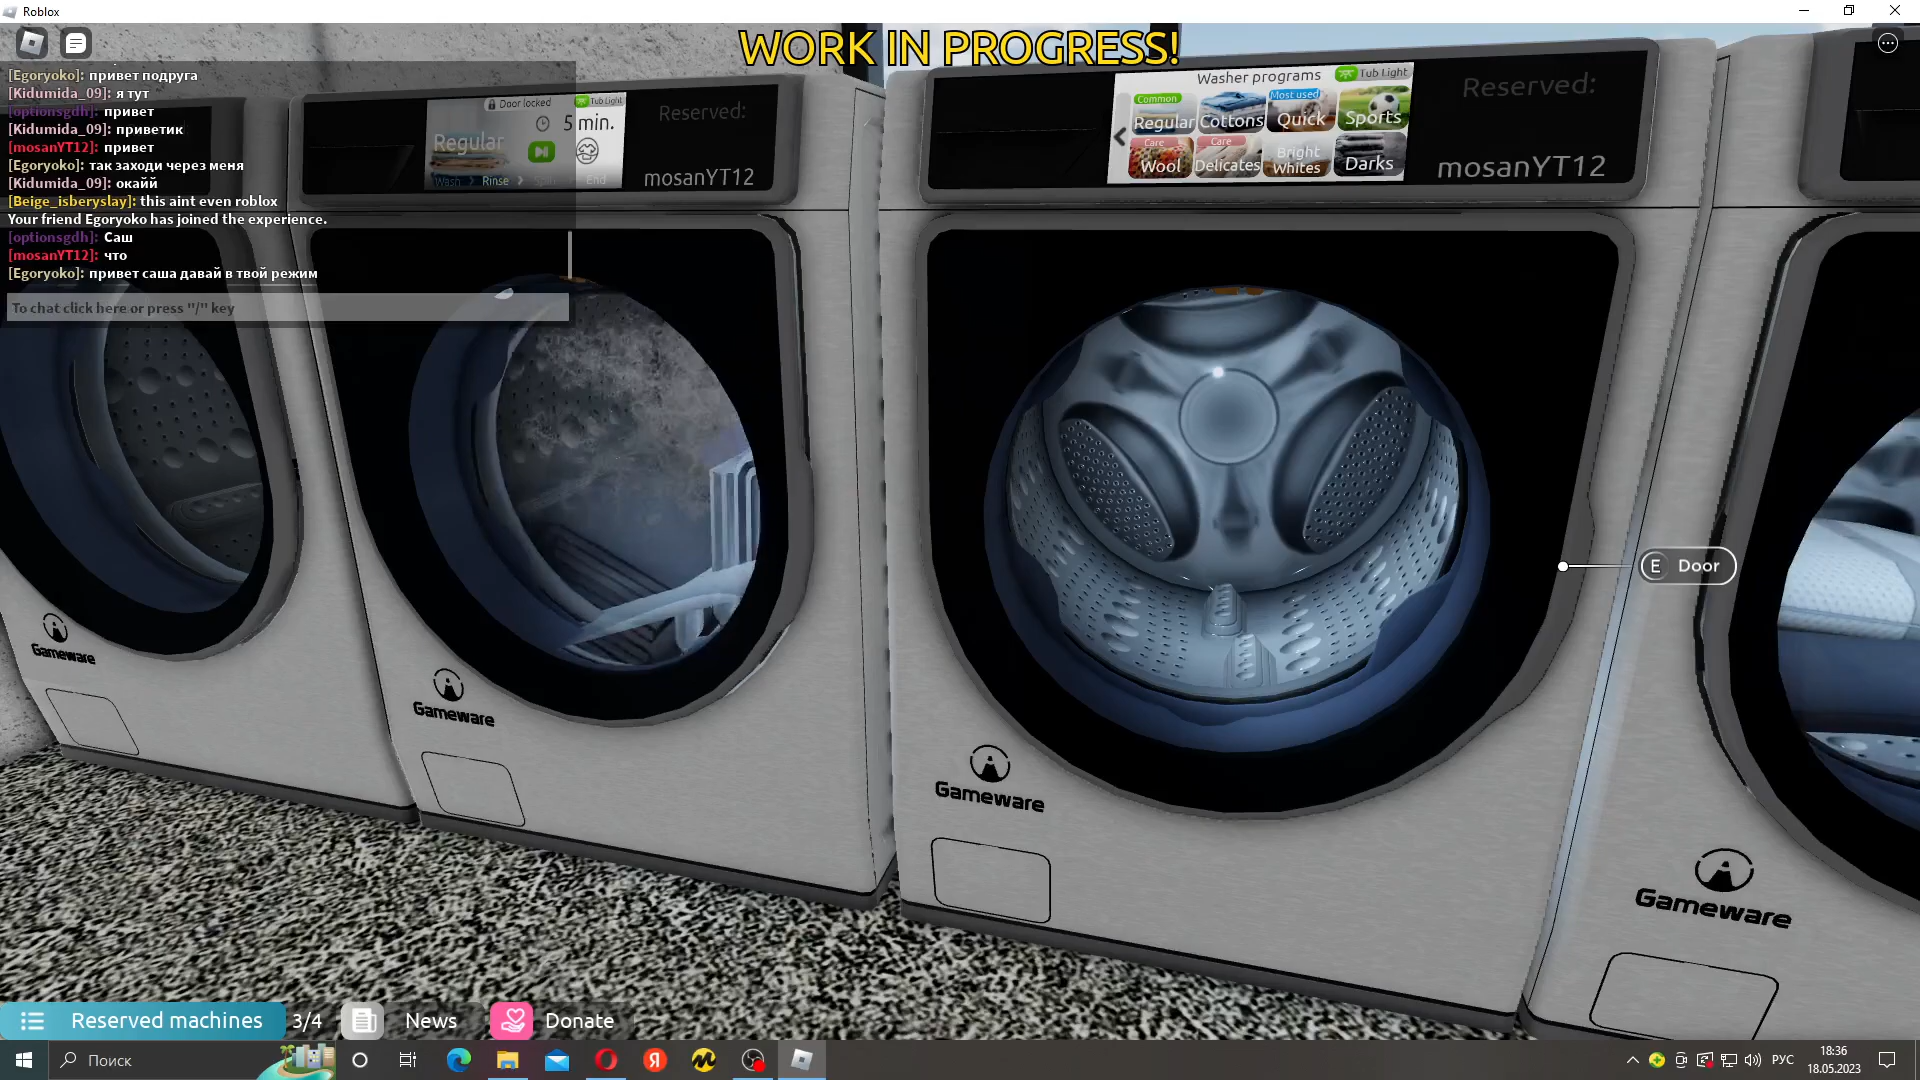 Roblox
WORK IN PROGRESS!
[Egoryoko]: привет подруга
[Kidumida_09]: я тут
[optionsgdh]: привет
[Kidumida_09]: приветик
[mosanYT12]: привет
[Egoryoko]: так заходи через меня
[Kidumida_09]: окайй
[Beige_isberyslay]: this aint even roblox
Your friend Egoryoko has joined the experience.
[optionsgdh]: Саш
[mosanYT12]: что
[Egoryoko]: привет саша давай в твой режим
To chat click here or press "/" key
Door locked
Tub Light
5 min.
Regular
Wash > Rinse > Spin > End
Reserved:
mosanYT12
Washer programs
Tub Light
Common
Regular
Cottons
Most used
Quick
Sports
Care
Wool
Care
Delicates
Bright Whites
Darks
Reserved:
mosanYT12
E Door
Gameware
Gameware
Gameware
Gameware
Reserved machines 3/4
News
Donate
Поиск
РУС
18:36
18.05.2023